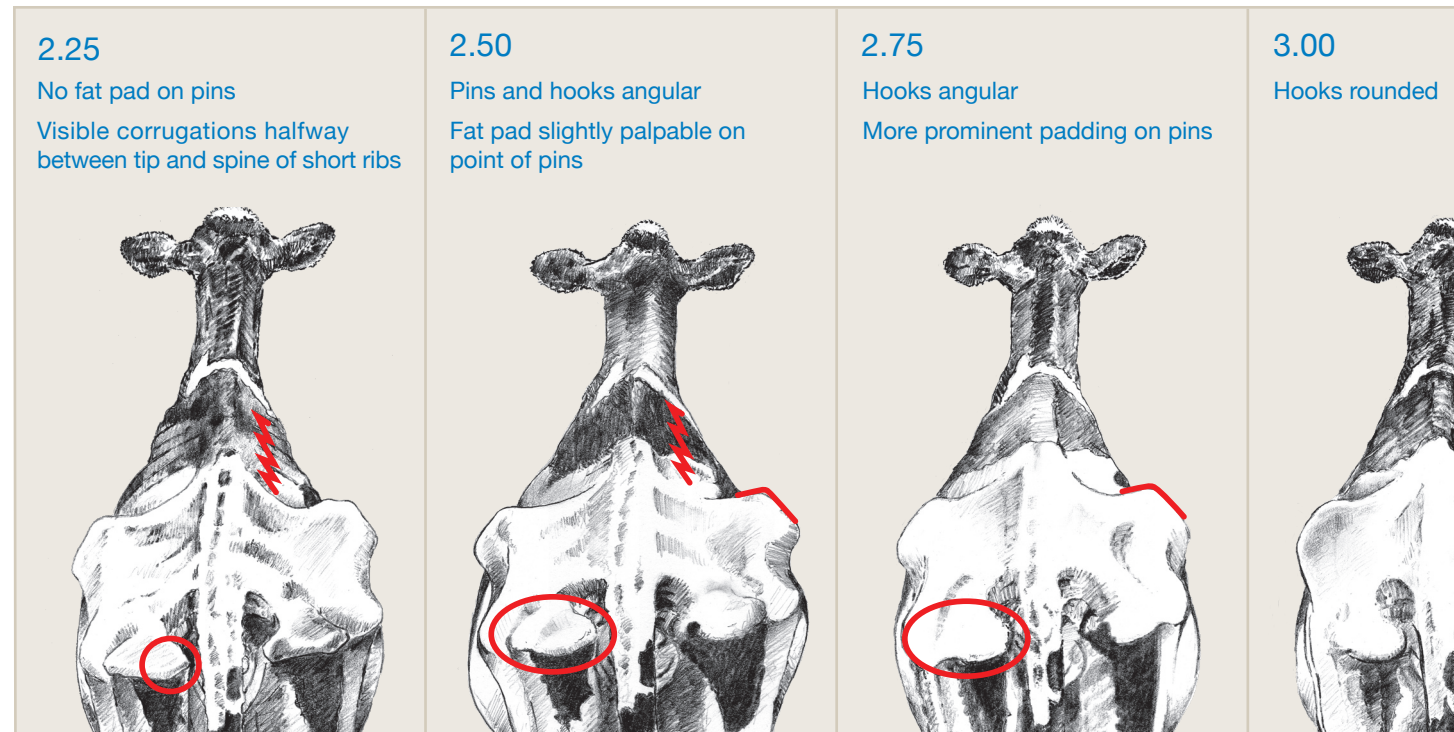 2.25
No fat pad on pins
Visible corrugations halfway
between tip and spine of short ribs
2.50
Pins and hooks angular
Fat pad slightly palpable on
point of pins
2.75
Hooks angular
More prominent padding on pins
3.00
Hooks rounded